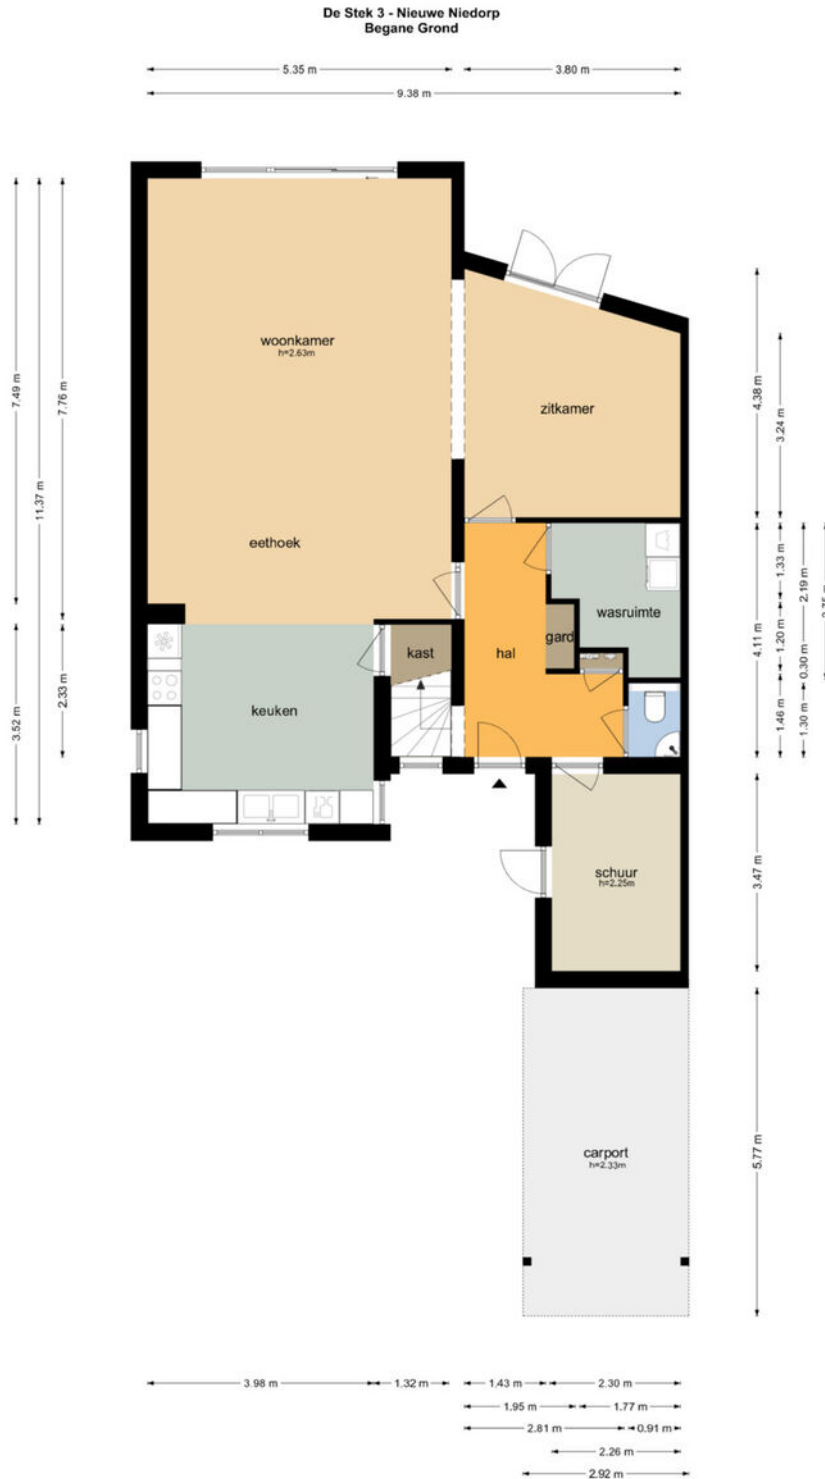 De Stek 3 - Nieuwe Niedorp
Begane Grond
5.35 m
3.80 m
9.38 m
7.49 m
11.37 m
7.76 m
3.52 m
2.33 m
woonkamer
h=2.63m
zitkamer
eethoek
keuken
kast
hal
gard
wasruimte
schuur
h=2.25m
carport
h=2.33m
4.38 m
3.24 m
4.11 m
1.33 m
1.20 m
1.46 m
2.19 m
0.30 m
1.30 m
3.47 m
5.77 m
3.98 m
1.32 m
1.43 m
2.30 m
1.95 m
1.77 m
2.81 m
0.91 m
2.26 m
2.92 m